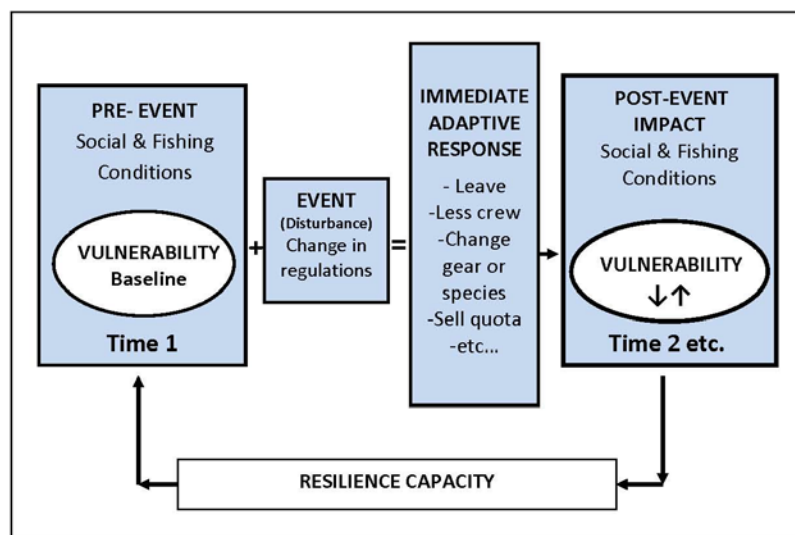 PRE- EVENT
Social & Fishing
Conditions
VULNERABILITY
Baseline
Time 1
+
EVENT
(Disturbance)
Change in
regulations
=
IMMEDIATE
ADAPTIVE
RESPONSE
- Leave
-Less crew
-Change
gear or
species
-Sell quota
-etc...
POST-EVENT
IMPACT
Social & Fishing
Conditions
VULNERABILITY
↓↑
Time 2 etc.
RESILIENCE CAPACITY